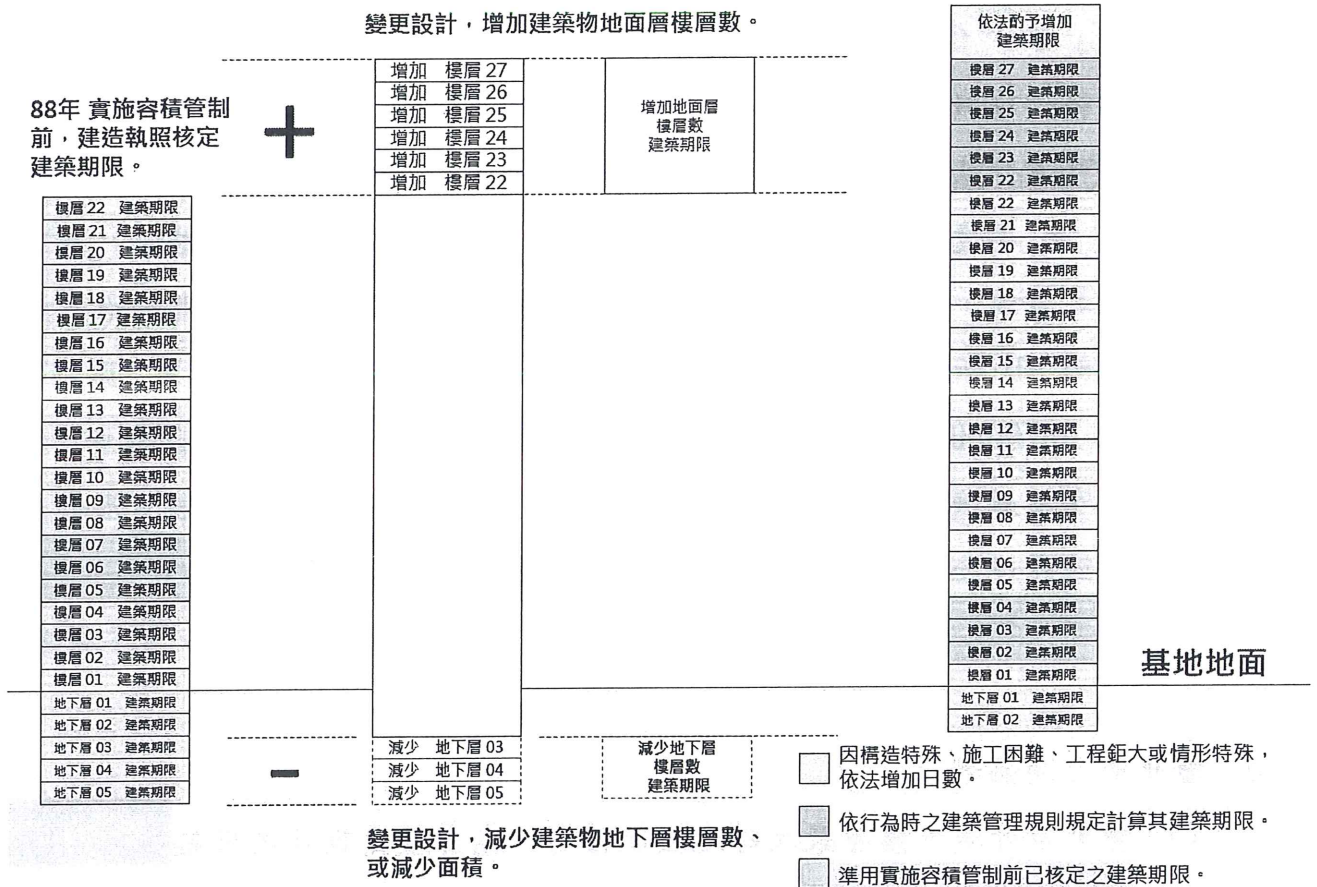 變更設計，增加建築物地面層樓層數。
88年 實施容積管制
前，建造執照核定
建築期限。
樓層 22 建築期限
樓層 21 建築期限
樓層 20 建築期限
樓層 19 建築期限
樓層 18 建築期限
樓層 17 建築期限
樓層 16 建築期限
樓層 15 建築期限
樓層 14 建築期限
樓層 13 建築期限
樓層 12 建築期限
樓層 11 建築期限
樓層 10 建築期限
樓層 09 建築期限
樓層 08 建築期限
樓層 07 建築期限
樓層 06 建築期限
樓層 05 建築期限
樓層 04 建築期限
樓層 03 建築期限
樓層 02 建築期限
樓層 01 建築期限
地下層 01 建築期限
地下層 02 建築期限
地下層 03 建築期限
地下層 04 建築期限
地下層 05 建築期限
+
增加 樓層 27
增加 樓層 26
增加 樓層 25
增加 樓層 24
增加 樓層 23
增加 樓層 22
增加地面層
樓層數
建築期限
-
減少 地下層 03
減少 地下層 04
減少 地下層 05
減少地下層
樓層數
建築期限
變更設計，減少建築物地下層樓層數、
或減少面積。
依法酌予增加
建築期限
樓層 27 建築期限
樓層 26 建築期限
樓層 25 建築期限
樓層 24 建築期限
樓層 23 建築期限
樓層 22 建築期限
樓層 22 建築期限
樓層 21 建築期限
樓層 20 建築期限
樓層 19 建築期限
樓層 18 建築期限
樓層 17 建築期限
樓層 16 建築期限
樓層 15 建築期限
樓層 14 建築期限
樓層 13 建築期限
樓層 12 建築期限
樓層 11 建築期限
樓層 10 建築期限
樓層 09 建築期限
樓層 08 建築期限
樓層 07 建築期限
樓層 06 建築期限
樓層 05 建築期限
樓層 04 建築期限
樓層 03 建築期限
樓層 02 建築期限
樓層 01 建築期限
地下層 01 建築期限
地下層 02 建築期限
基地地面
因構造特殊、施工困難、工程鉅大或情形特殊，
依法增加日數。
依行為時之建築管理規則規定計算其建築期限。
準用實施容積管制前已核定之建築期限。